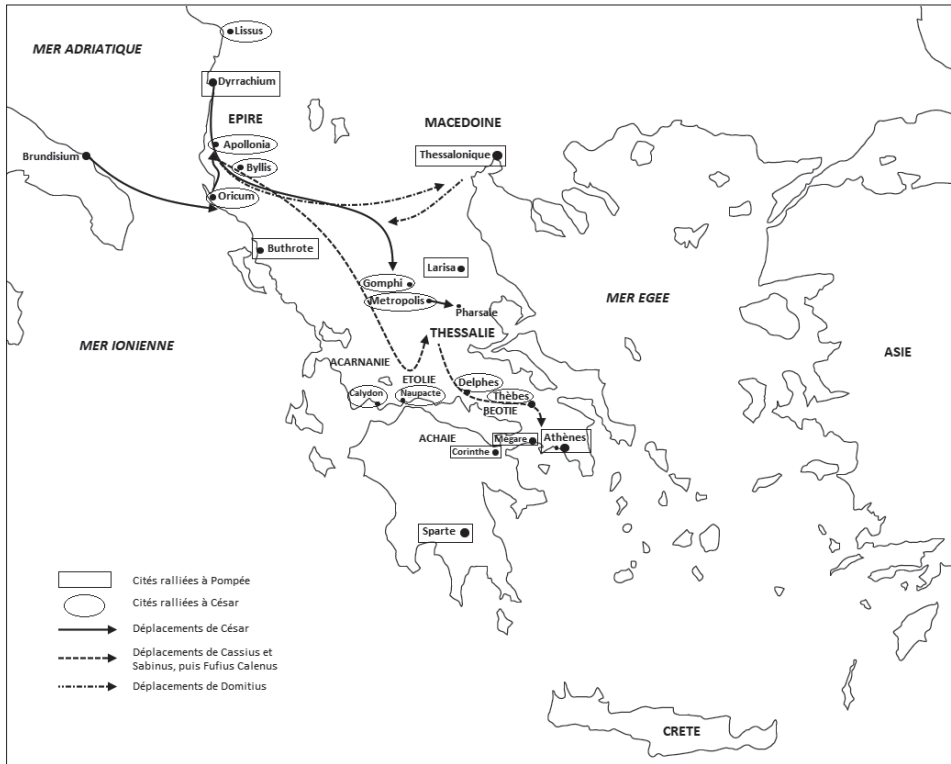 Lissus
MER ADRIATIQUE
Dyrrachium
EPIRE
MACEDOINE
Apollonia
Brundisium
Thessalonique
Byllis
Oricum
Buthrote
Larisa
Gomphi
MER EGEE
Metropolis
Pharsale
THESSALIE
MER IONIENNE
ASIE
ACARNANIE
ETOLIE
Delphes
Calydon
Naupacte
Thèbes
BEOTIE
ACHAIE
Mégare
Athènes
Corinthe
Sparte
Cités ralliées à Pompée
Cités ralliées à César
Déplacements de César
Déplacements de Cassius et
Sabinus, puis Fufius Calenus
Déplacements de Domitius
CRETE